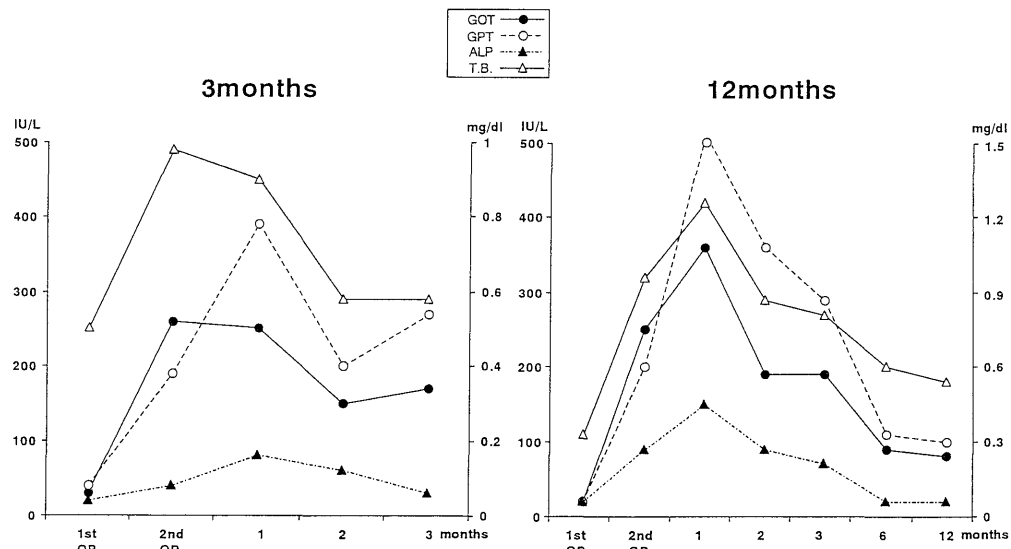 GOT
GPT
ALP
T.B.
3months
12months
IU/L
mg/dl
IU/L
mg/dl
500
400
300
200
100
0
1
0.8
0.6
0.4
0.2
0
500
400
300
200
100
0
1.5
1.2
0.9
0.6
0.3
0
1st
2nd
1
2
3 months
1st
2nd
1
2
3
6
12 months